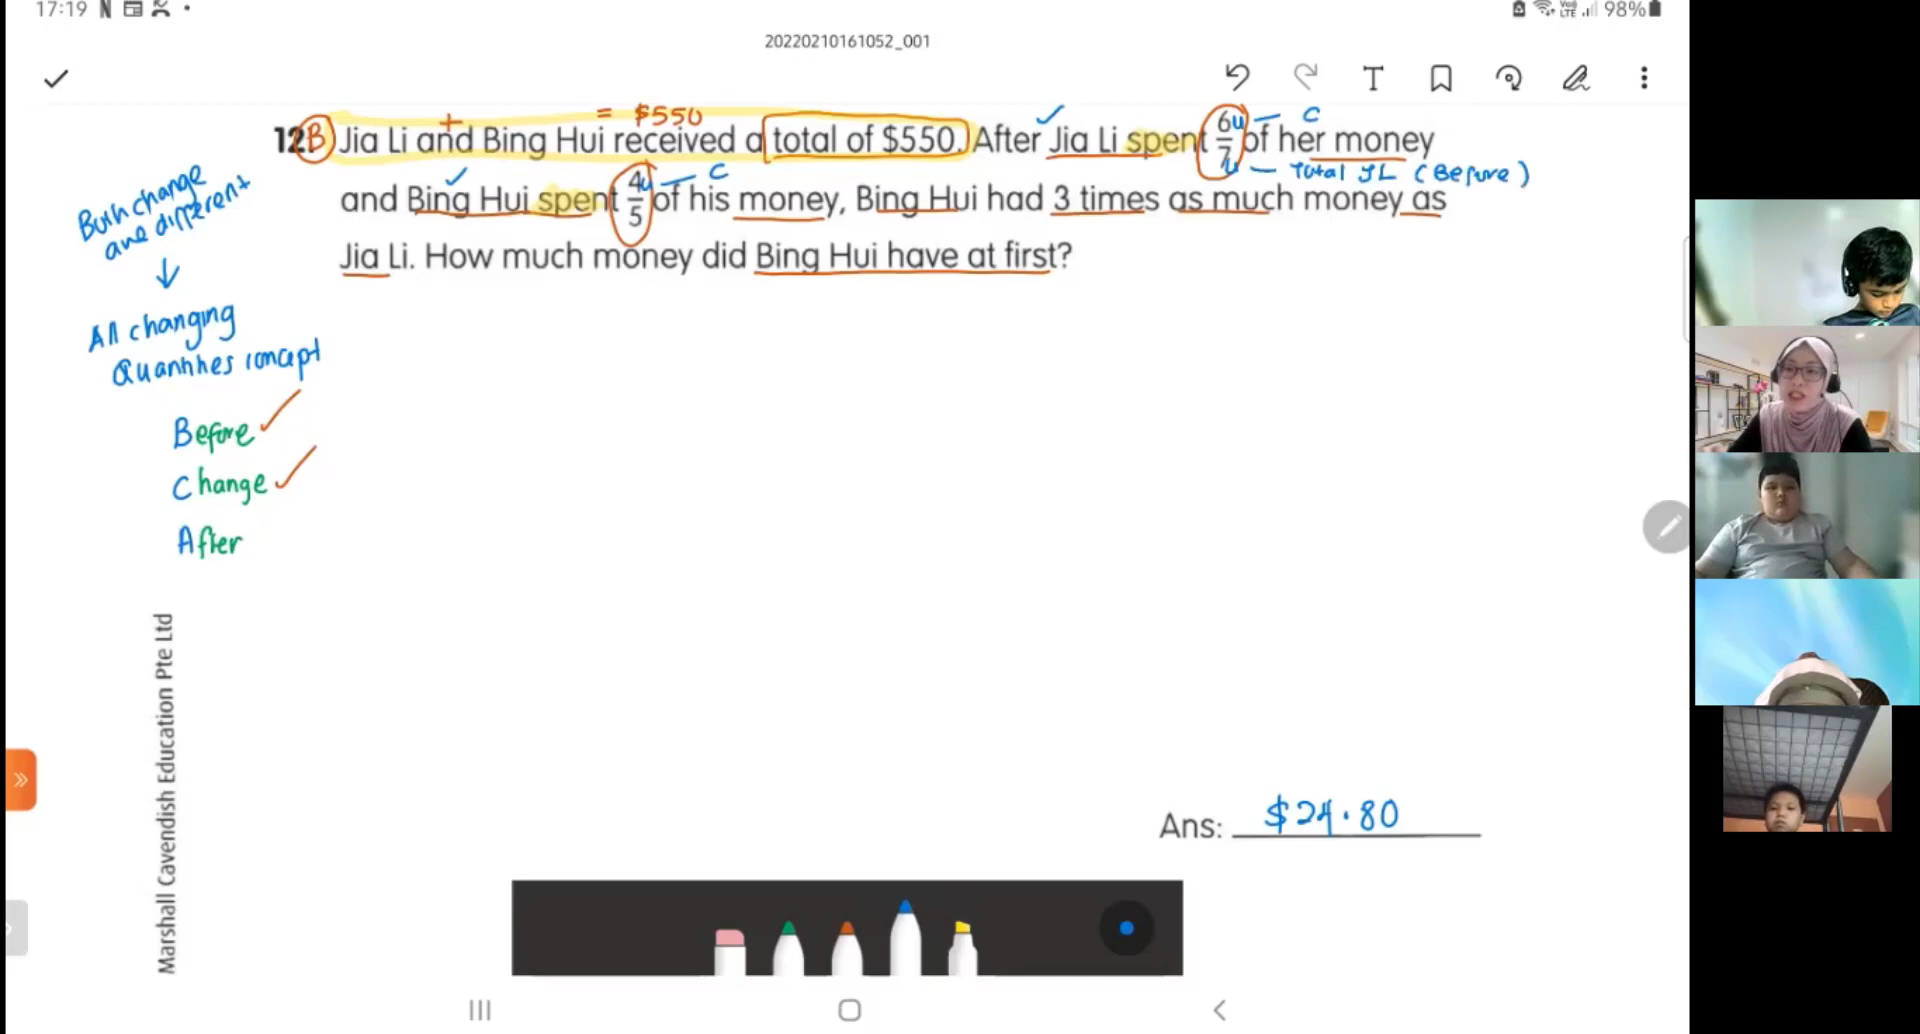 17:19
98%
20220210161052_001
T
+ = $550
12. B Jia Li and Bing Hui received a total of $550. After Jia Li spent 6u/7u of her money
— C
— Total JL (Before)
and Bing Hui spent 4u/5 of his money, Bing Hui had 3 times as much money as
— C
Jia Li. How much money did Bing Hui have at first?
Both change
are different
↓
All changing
Quantities concept
Before ✓
Change ✓
After
Marshall Cavendish Education Pte Ltd
Ans: $24.80